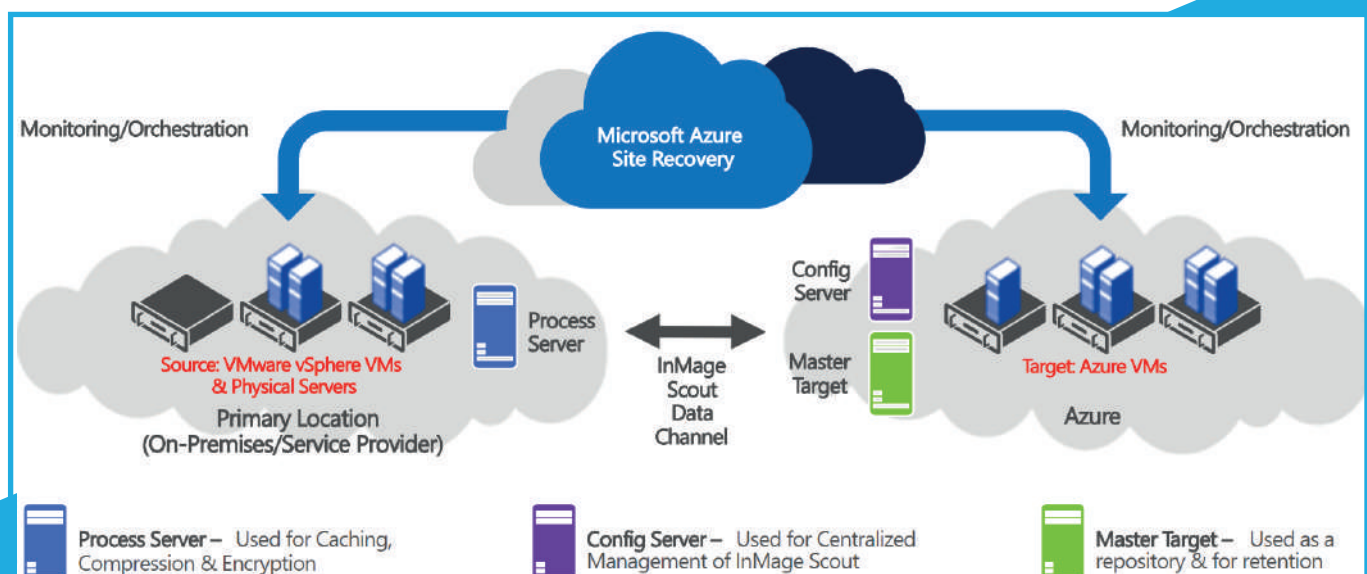 Microsoft Azure
Site Recovery
Monitoring/Orchestration
Monitoring/Orchestration
Process
Server
Source: VMware vSphere VMs
& Physical Servers
Primary Location
(On-Premises/Service Provider)
InMage
Scout
Data
Channel
Config
Server
Master
Target
Target: Azure VMs
Azure
Process Server – Used for Caching,
Compression & Encryption
Config Server – Used for Centralized
Management of InMage Scout
Master Target – Used as a
repository & for retention